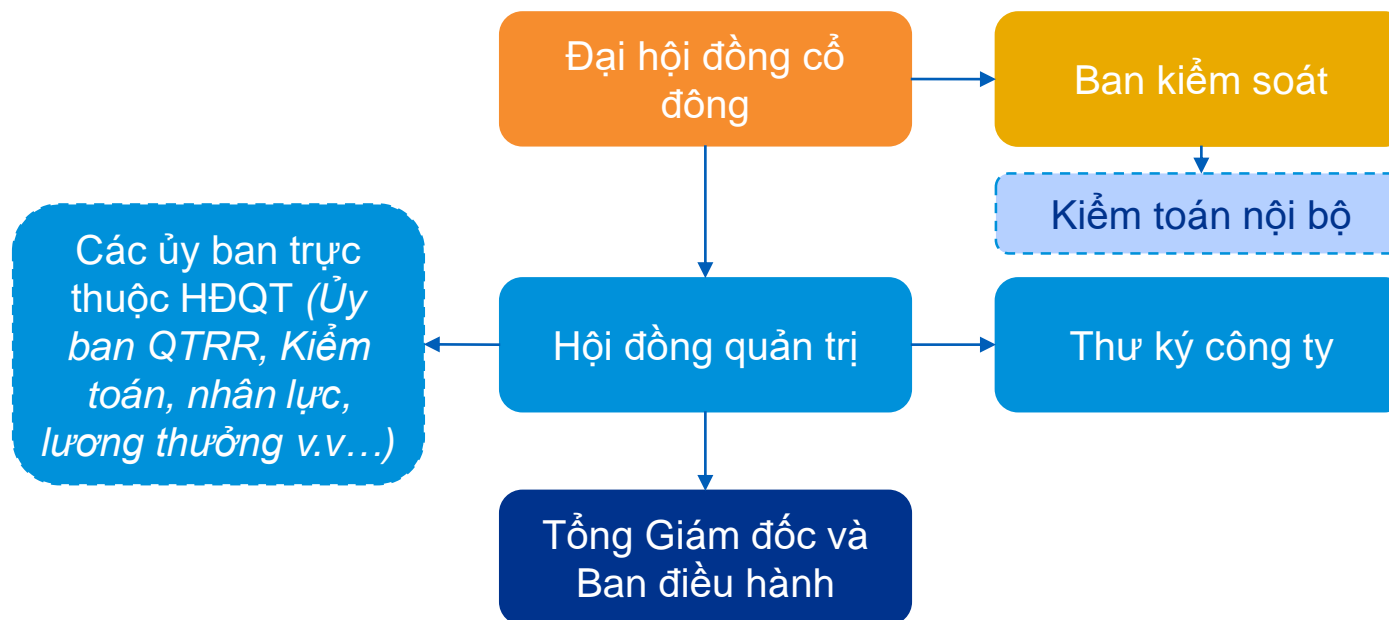 Đại hội đồng cổ
đông
Ban kiểm soát
Kiểm toán nội bộ
Các ủy ban trực
thuộc HĐQT (Ủy
ban QTRR, Kiểm
toán, nhân lực,
lương thưởng v.v…)
Hội đồng quản trị
Thư ký công ty
Tổng Giám đốc và
Ban điều hành